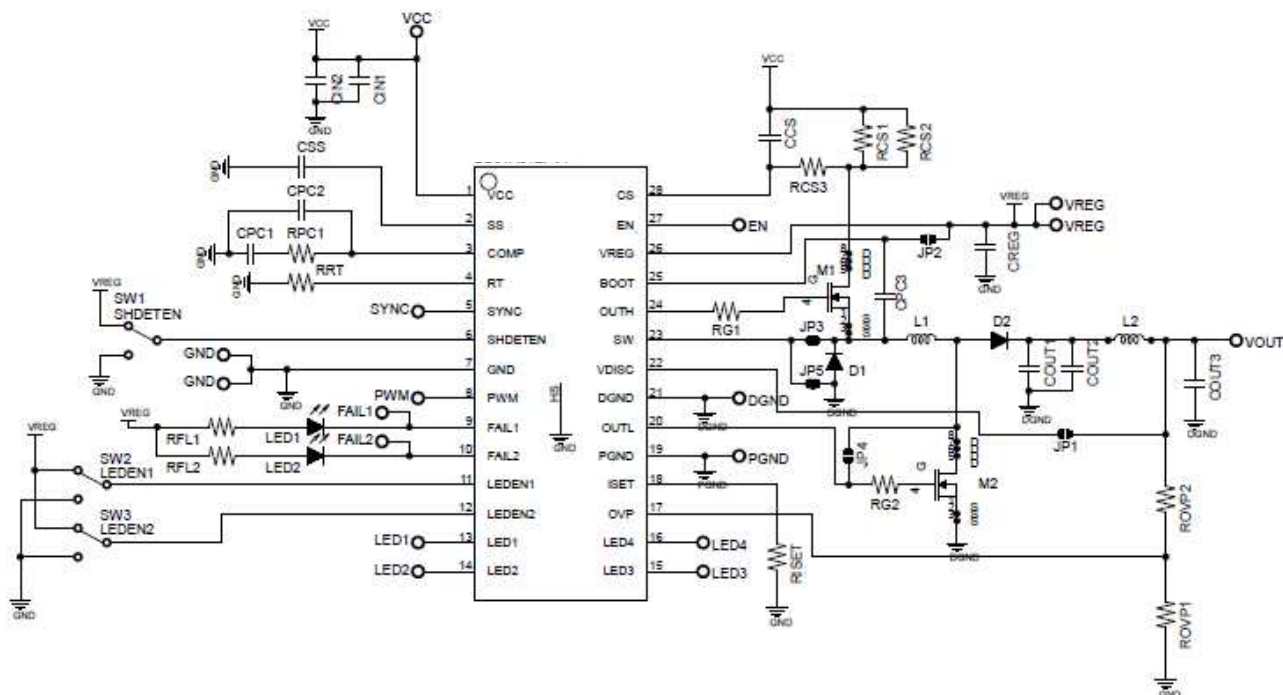 VCC
VCC
CIN2
CIN1
GND
GND
CSS
CPC2
CPC1
RPC1
GND
RRT
GND
VREG
SW1
SHDETEN
SYNC
GND
GND
GND
GND
PWM
VREG
FAIL1
RFL1
LED1
FAIL2
RFL2
LED2
VREG
SW2
LEDEN1
SW3
LEDEN2
GND
LED1
LED2
1 VCC
2 SS
3 COMP
4 RT
5 SYNC
6 SHDETEN
7 GND
8 PWM
9 FAIL1
10 FAIL2
11 LEDEN1
12 LEDEN2
13 LED1
14 LED2
HS
GND
CS 28
EN 27
VREG 26
BOOT 25
OUTH 24
SW 23
VDISC 22
DGND 21
OUTL 20
PGND 19
ISET 18
OVP 17
LED4 16
LED3 15
VCC
CCS
RCS1
RCS2
RCS3
EN
VREG
VREG
VREG
JP2
CREG
GND
M1
G
4
CPC3
RG1
JP3
L1
D2
L2
VOUT
JP5
D1
DGND
COUT1
COUT2
DGND
COUT3
GND
DGND
DGND
JP4
JP1
PGND
PGND
G
4
M2
RG2
DGND
ROVP2
LED4
LED3
RISET
GND
ROVP1
GND